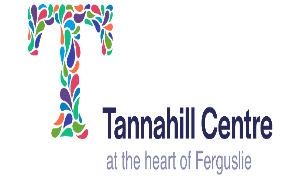 T
Tannahill Centre
at the heart of Ferguslie